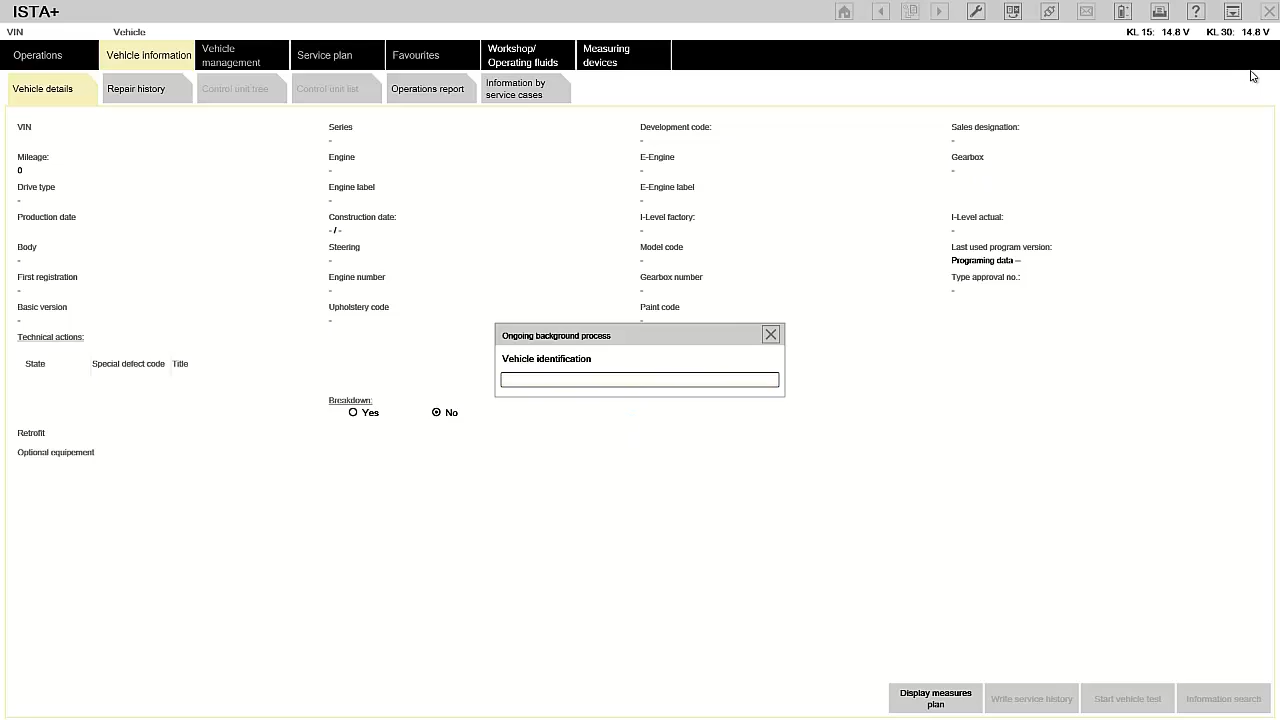 ISTA+
VIN Vehicle KL 15: 14.8 V KL 30: 14.8 V
Operations Vehicle information Vehicle management Service plan Favourites Workshop/ Operating fluids Measuring devices
Vehicle details Repair history Control unit tree Control unit list Operations report Information by service cases
VIN Series Development code: Sales designation:
- - -
Mileage: Engine E-Engine Gearbox
0 - - -
Drive type Engine label E-Engine label
- - -
Production date Construction date: I-Level factory: I-Level actual:
- / - - -
Body Steering Model code Last used program version:
- - - Programing data --
First registration Engine number Gearbox number Type approval no.:
- - - -
Basic version Upholstery code Paint code
- - -
Technical actions:
Ongoing background process
Vehicle identification
State Special defect code Title
Breakdown:
Yes No
Retrofit
Optional equipement
Display measures plan Write service history Start vehicle test Information search